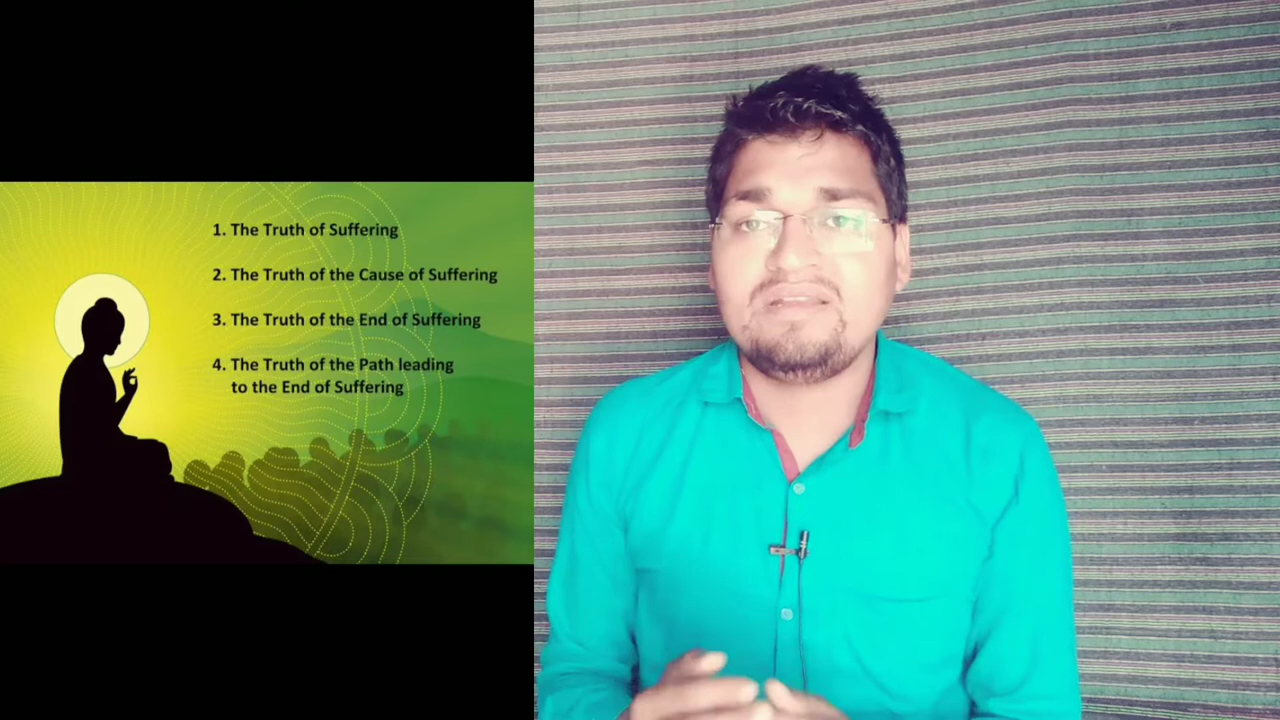 1. The Truth of Suffering
2. The Truth of the Cause of Suffering
3. The Truth of the End of Suffering
4. The Truth of the Path leading
to the End of Suffering